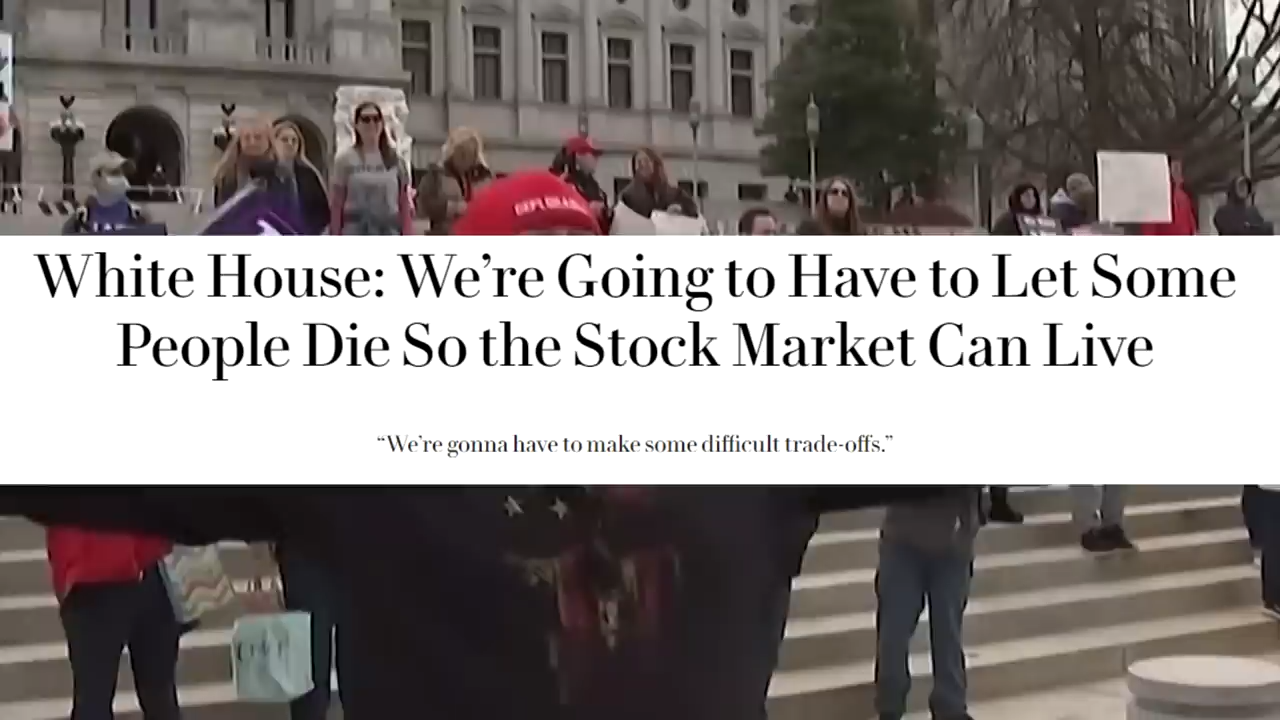 White House: We’re Going to Have to Let Some
People Die So the Stock Market Can Live
“We’re gonna have to make some difficult trade-offs.”